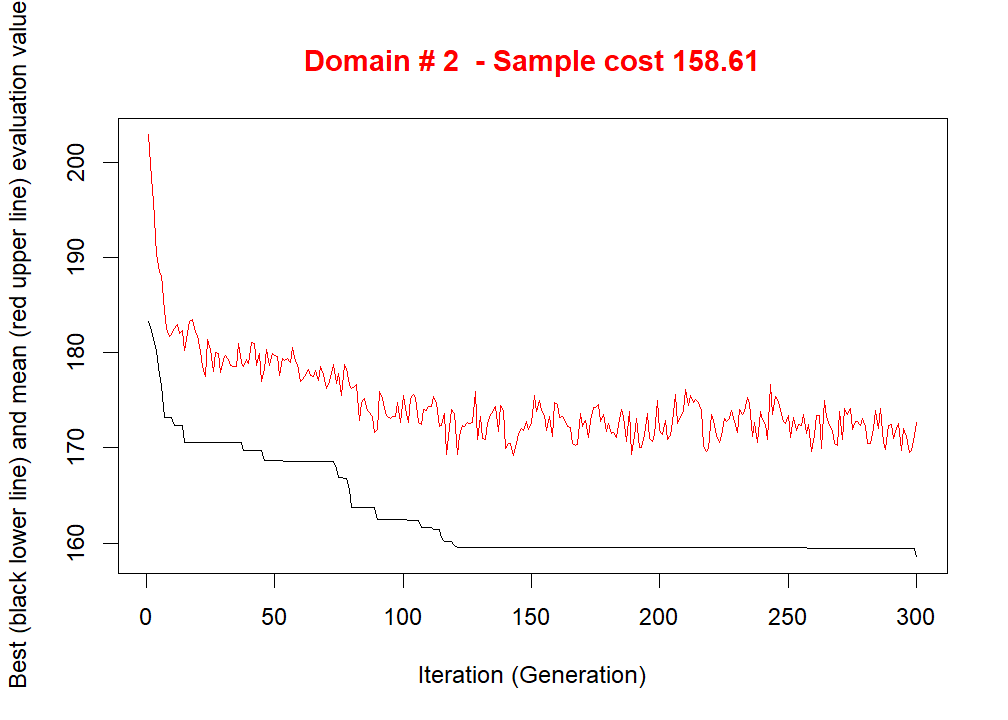 Domain # 2  - Sample cost 158.61
Best (black lower line) and mean (red upper line) evaluation value
200
190
180
170
160
0 50 100 150 200 250 300
Iteration (Generation)